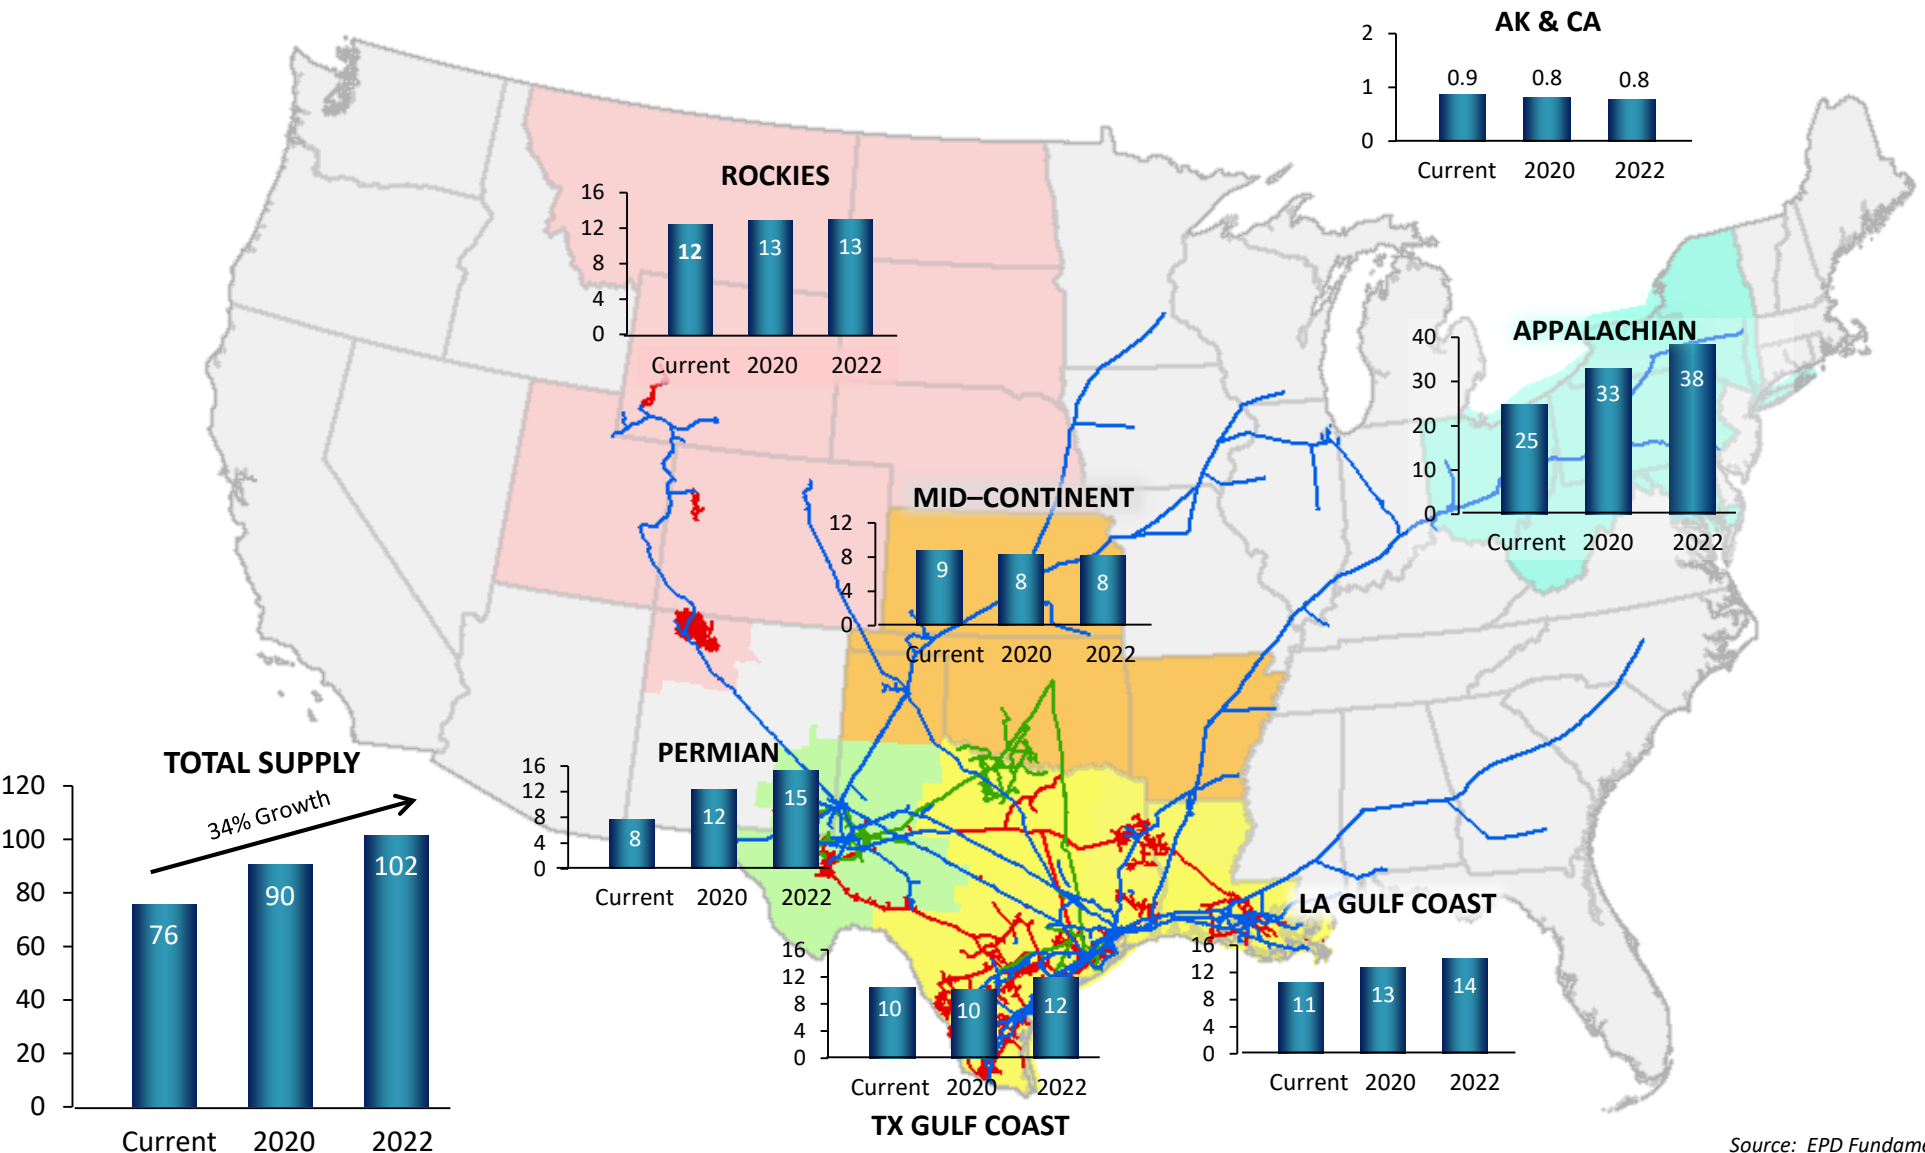 AK & CA
2
1
0
0.9 0.8 0.8
Current 2020 2022
ROCKIES
16
12
8
4
0
12 13 13
Current 2020 2022
APPALACHIAN
40
30
20
10
0
25 33 38
Current 2020 2022
MID–CONTINENT
12
8
4
0
9 8 8
Current 2020 2022
TOTAL SUPPLY
34% Growth
120
100
80
60
40
20
0
76 90 102
Current 2020 2022
PERMIAN
16
12
8
4
0
8 12 15
Current 2020 2022
LA GULF COAST
16
12
8
4
0
11 13 14
Current 2020 2022
16
12
8
4
0
10 10 12
Current 2020 2022
TX GULF COAST
Source: EPD Fundame